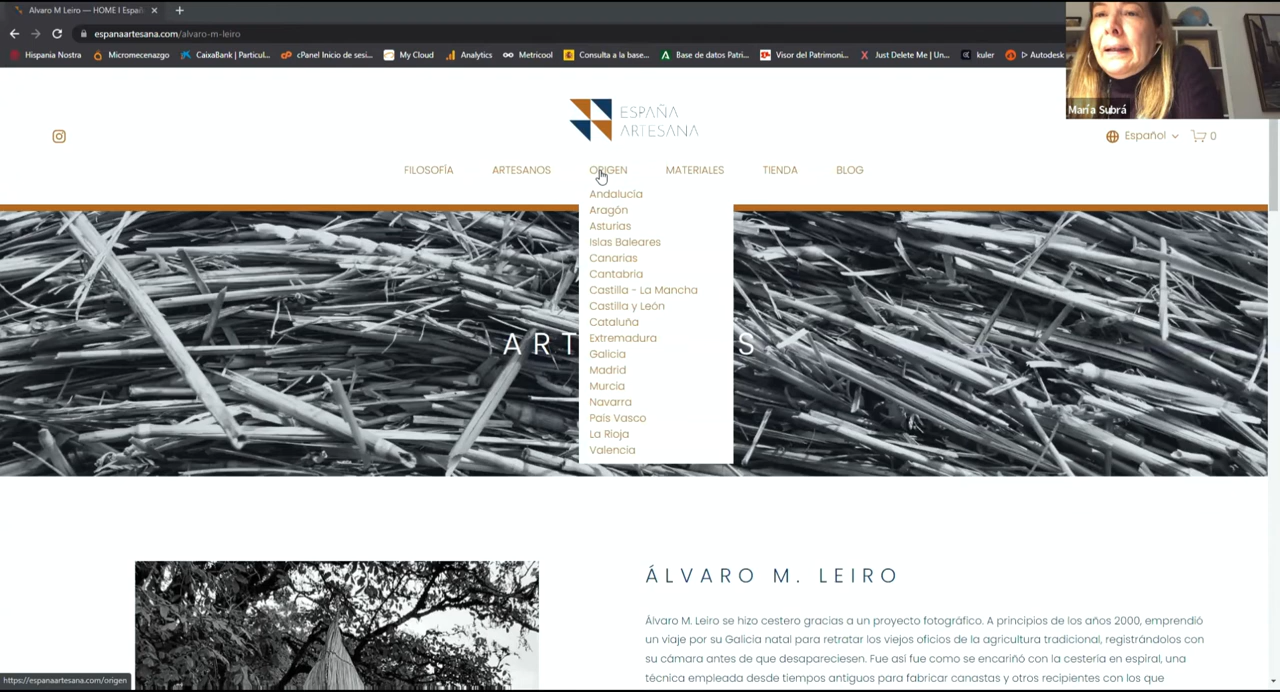 Alvaro M Leiro — HOME I Españ
espanaartesana.com/alvaro-m-leiro
Hispania Nostra
Micromecenazgo
CaixaBank | Particul...
cPanel Inicio de sesi...
My Cloud
Analytics
Metricool
Consulta a la base...
Base de datos Patri...
Visor del Patrimoni...
Just Delete Me | Un...
kuler
Autodesk
María Subrá
ESPAÑA
ARTESANA
Español
0
FILOSOFÍA
ARTESANOS
ORIGEN
MATERIALES
TIENDA
BLOG
Andalucía
Aragón
Asturias
Islas Baleares
Canarias
Cantabria
Castilla - La Mancha
Castilla y León
Cataluña
Extremadura
Galicia
Madrid
Murcia
Navarra
País Vasco
La Rioja
Valencia
ART S
ÁLVARO M. LEIRO
Álvaro M. Leiro se hizo cestero gracias a un proyecto fotográfico. A principios de los años 2000, emprendió
un viaje por su Galicia natal para retratar los viejos oficios de la agricultura tradicional, registrándolos con
su cámara antes de que desapareciesen. Fue así fue como se encariñó con la cestería en espiral, una
técnica empleada desde tiempos antiguos para fabricar canastas y otros recipientes con los que
https://espanaartesana.com/origen